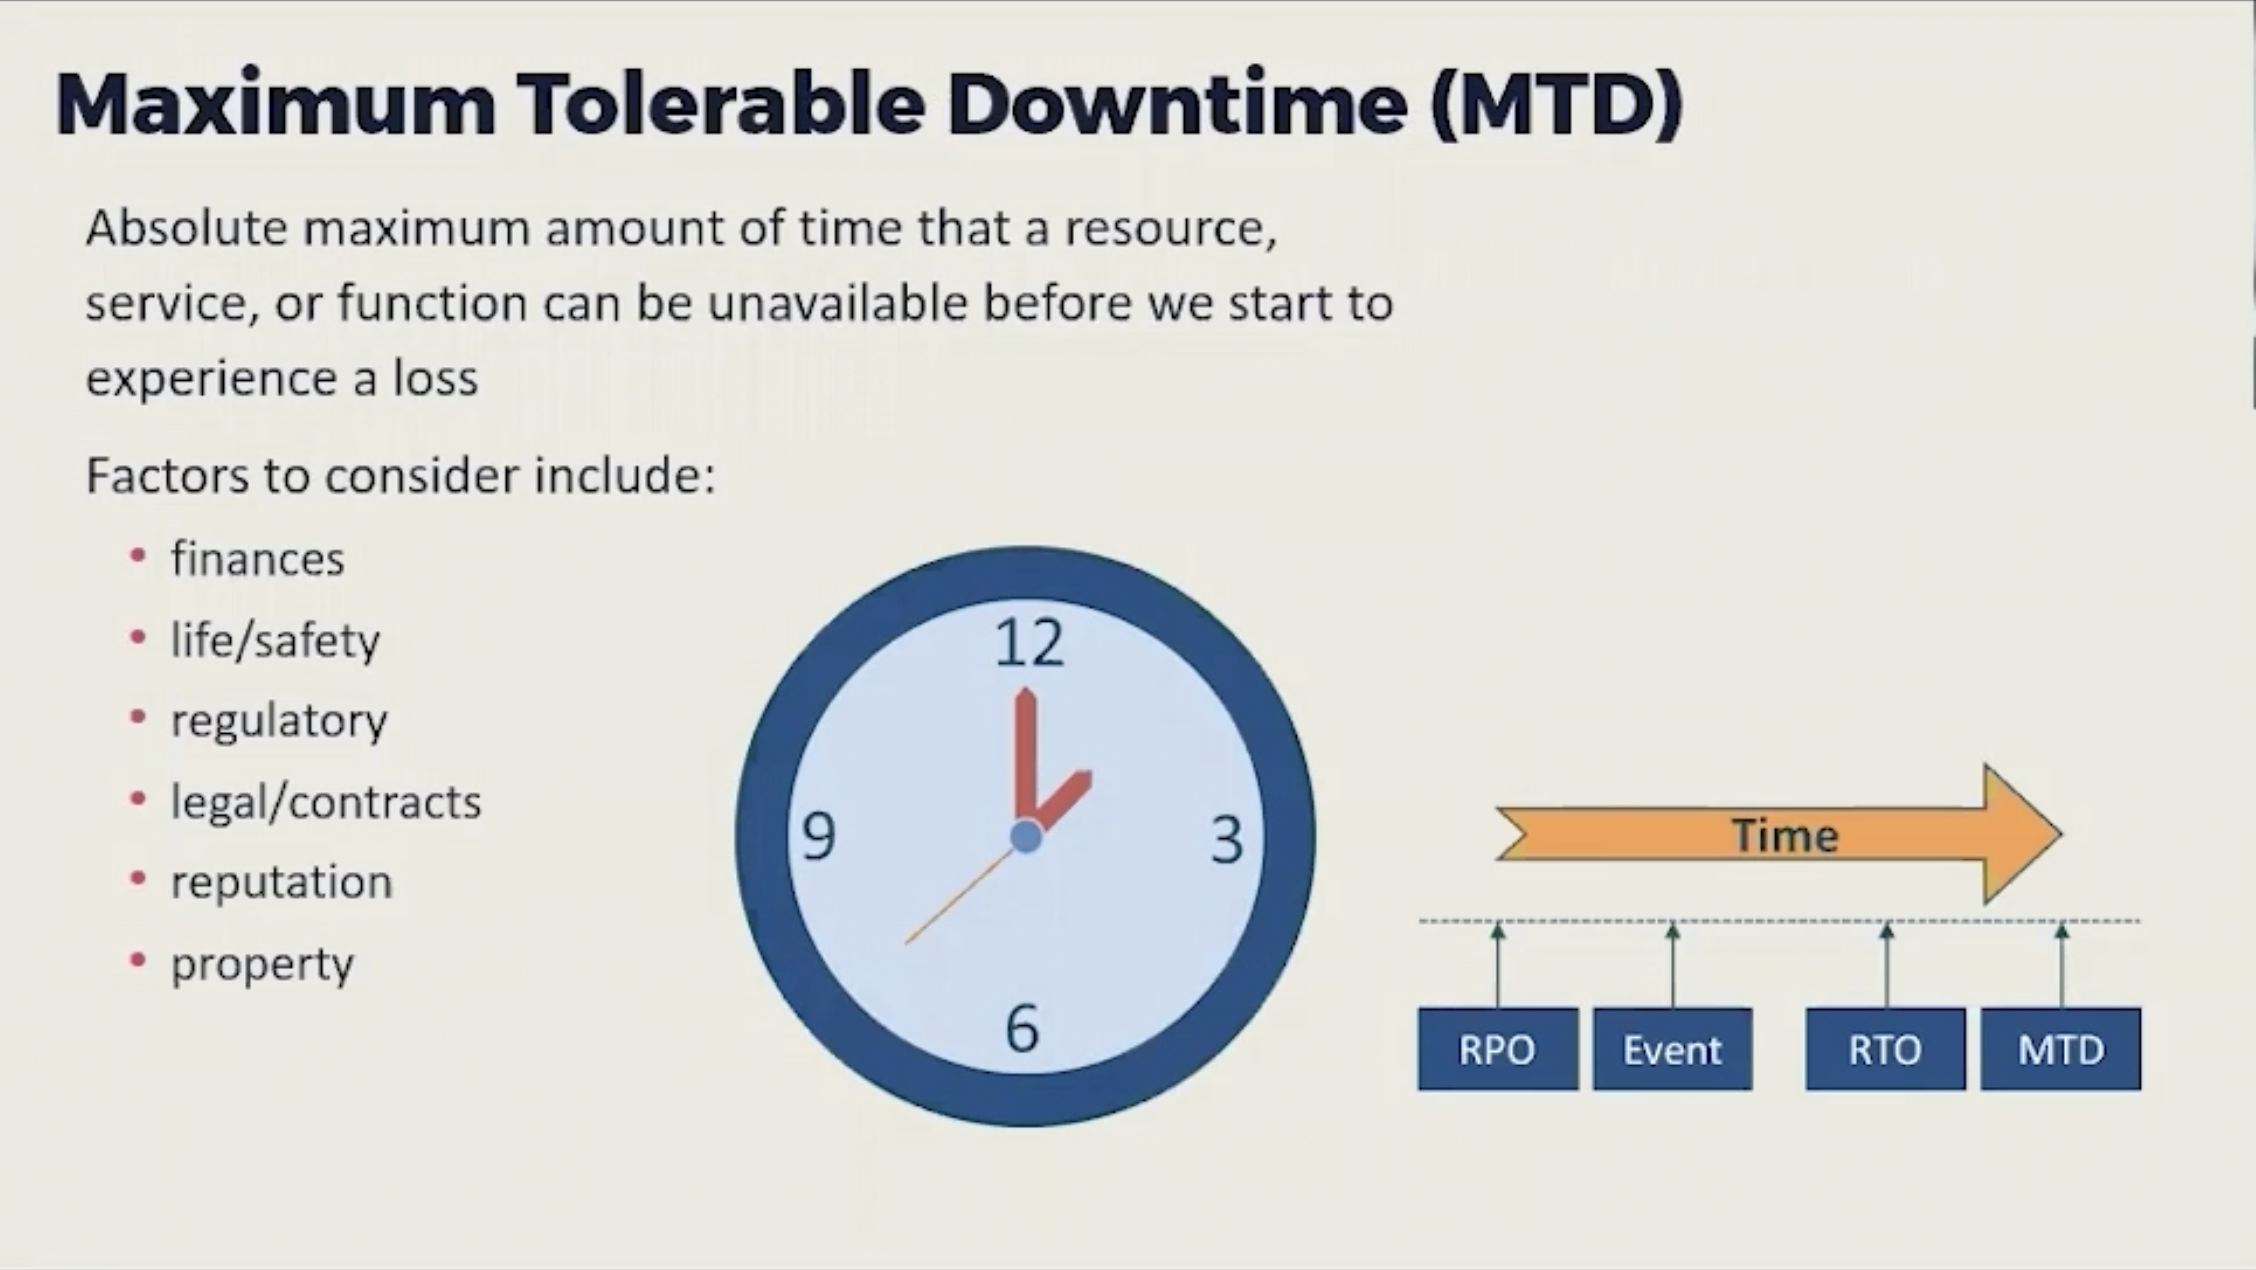 Maximum Tolerable Downtime (MTD)
Absolute maximum amount of time that a resource,
service, or function can be unavailable before we start to
experience a loss
Factors to consider include:
• finances
• life/safety
• regulatory
• legal/contracts
• reputation
• property
12
3
6
9
Time
RPO
Event
RTO
MTD